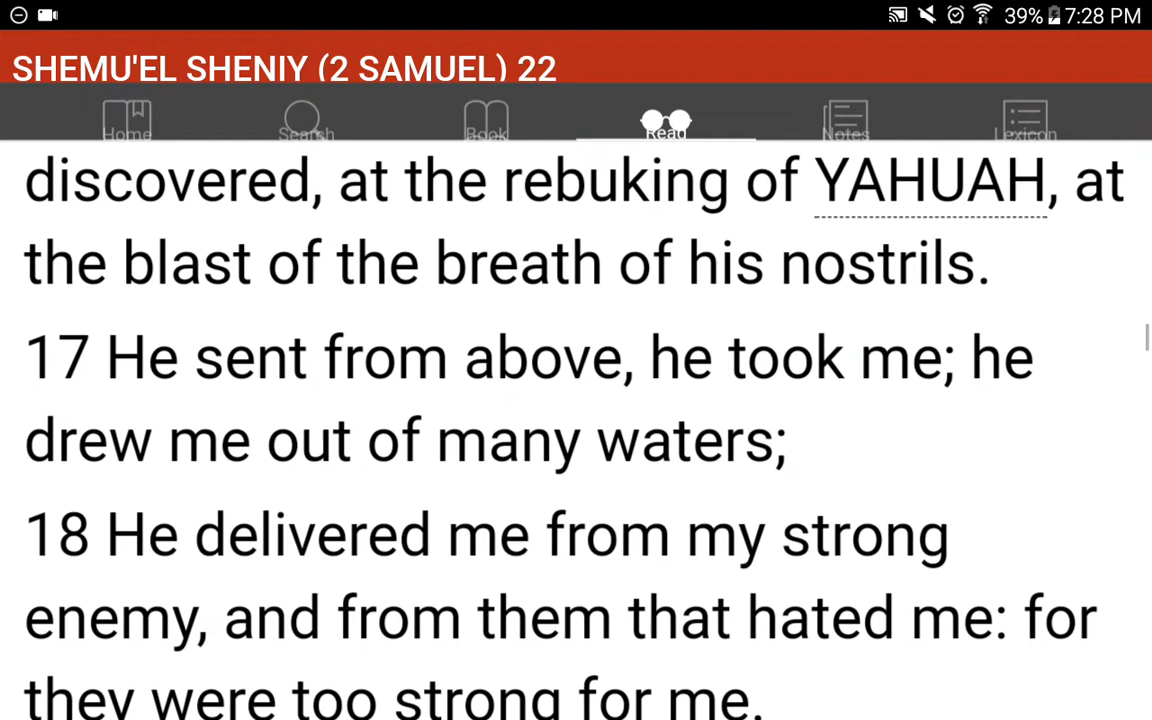 39% 7:28 PM
SHEMU'EL SHENIY (2 SAMUEL) 22
Home Search Book Read Notes Lexicon
discovered, at the rebuking of YAHUAH, at
the blast of the breath of his nostrils.
17 He sent from above, he took me; he
drew me out of many waters;
18 He delivered me from my strong
enemy, and from them that hated me: for
they were too strong for me.